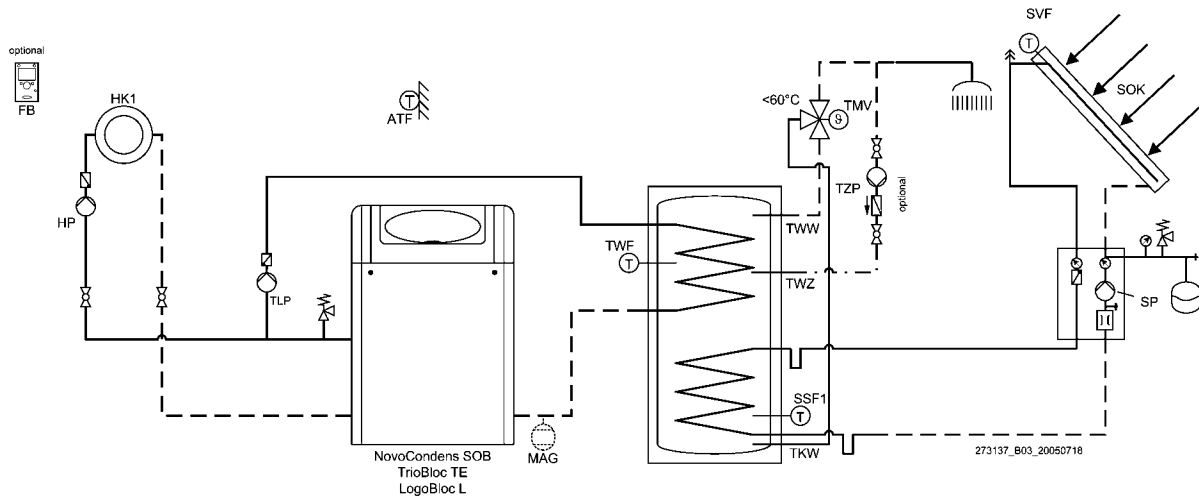 optional
FB
HK1
HP
TLP
ATF
T
NovoCondens SOB
TrioBloc TE
LogoBloc L
MAG
TWF
T
<60°C
TMV
ϑ
TZP
optional
TWW
TWZ
SSF1
T
TKW
SVF
T
SOK
SP
273137_B03_20050718